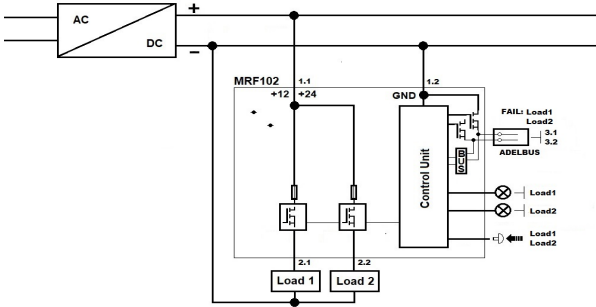 AC
+
DC
−
MRF102
1.1
1.2
+12 +24
GND
FAIL: Load1
Load2
3.1
3.2
ADELBUS
BUS
Control Unit
Load1
Load2
Load1
Load2
2.1
2.2
Load 1
Load 2